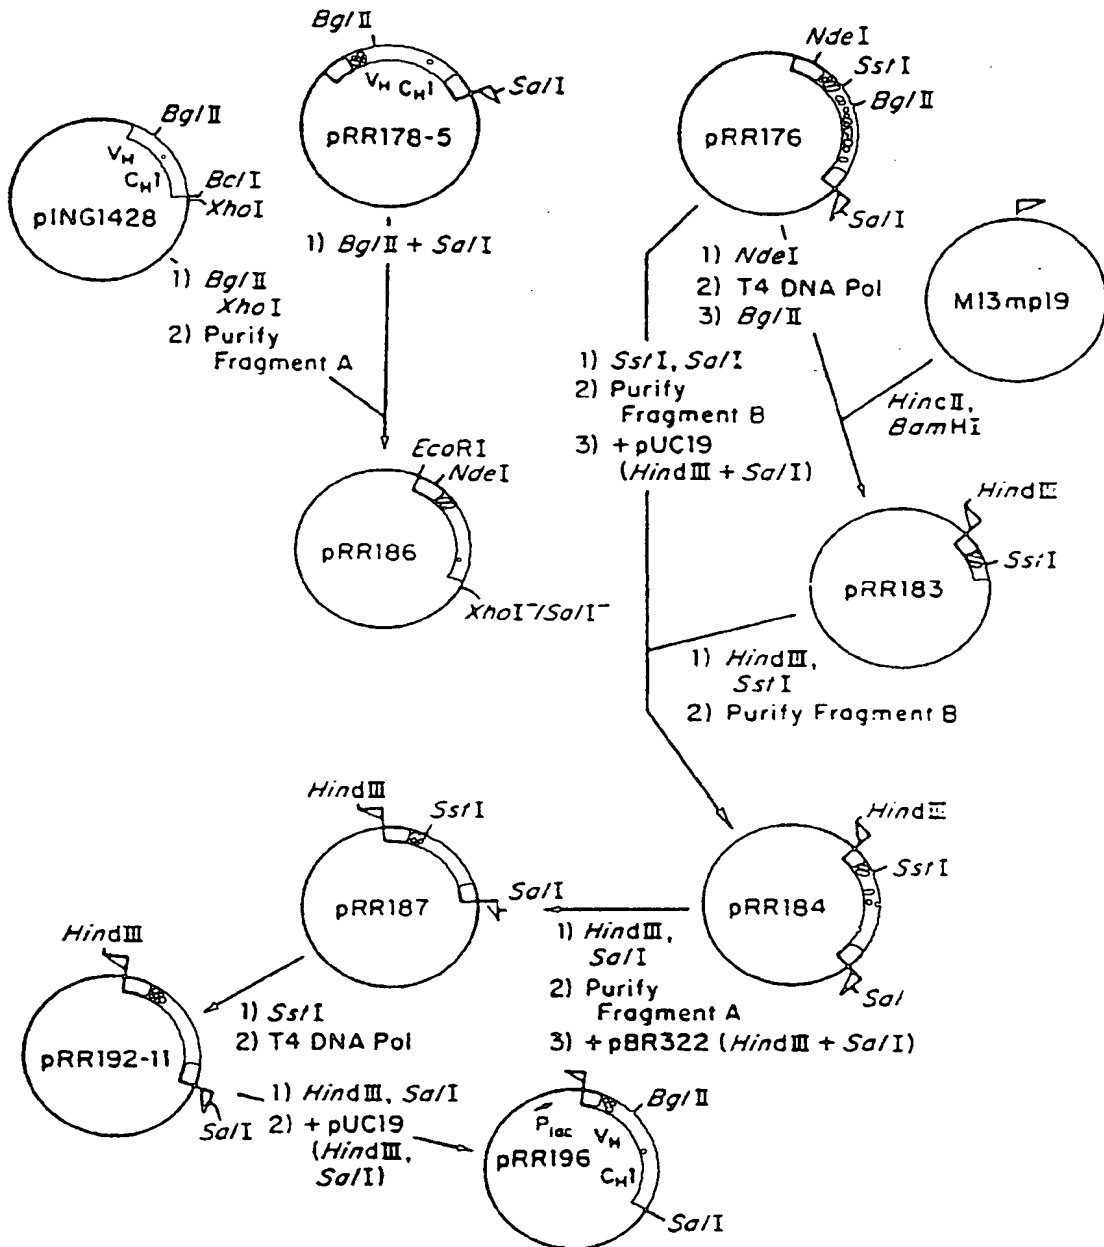 BglII
VH CH1
SalI
pRR178-5
BglII
VH
CH1
BclI
XhoI
pING1428
1) BglII
XhoI
2) Purify
Fragment A
1) BglII + SalI
EcoRI
NdeI
pRR186
XhoI⁻/SalI⁻
NdeI
SstI
BglII
pRR176
SalI
1) NdeI
2) T4 DNA Pol
3) BglII
M13mp19
HincII,
BamHI
1) SstI, SalI
2) Purify
Fragment B
3) +pUC19
(HindIII + SalI)
HindIII
SstI
pRR183
1) HindIII,
SstI
2) Purify Fragment B
HindIII
SstI
pRR184
Sal
1) HindIII,
SalI
2) Purify
Fragment A
3) +pBR322 (HindIII + SalI)
HindIII
SstI
SalI
pRR187
1) SstI
2) T4 DNA Pol
HindIII
pRR192-11
SalI
1) HindIII, SalI
2) +pUC19
(HindIII,
SalI)
BglII
Plac
VH
pRR196
CH1
SalI